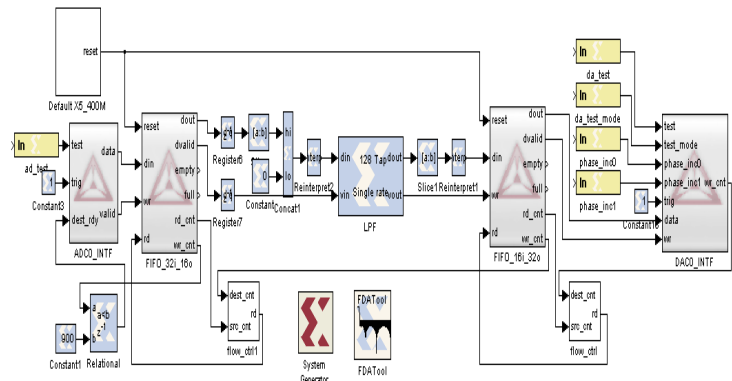 reset
Default X5_400M
In
ad_test
1
Constant3
test
trig
dest_rdy
data
valid
ADC0_INTF
reset
din
wr
rd
dout
dvalid
empty
full
rd_cnt
wr_cnt
FIFO_32i_16o
Register6
[a:b]
Register7
0
Constant
hi
lo
Concat1
Reinterpret2
din
vin
128 Tap
Single rate
dout
vout
LPF
[a:b]
Slice1
Reinterpret1
reset
din
wr
rd
dout
dvalid
empty
full
rd_cnt
wr_cnt
FIFO_16i_32o
In
da_test
In
da_test_mode
In
phase_inc0
In
phase_inc1
1
test
test_mode
phase_inc0
phase_inc1
trig
data
wr
wr_cnt
DAC0_INTF
900
Constant1
a
b
a<b
z-1
Relational
dest_cnt
src_cnt
rd
flow_ctrl1
System
Generator
FDATool
FDATool
dest_cnt
src_cnt
rd
flow_ctrl